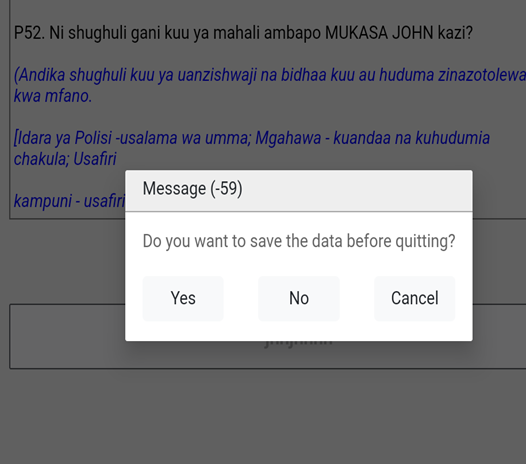 P52. Ni shughuli gani kuu ya mahali ambapo MUKASA JOHN kazi?
(Andika shughuli kuu ya uanzishwaji na bidhaa kuu au huduma zinazotolewa
kwa mfano.
[Idara ya Polisi -usalama wa umma; Mgahawa - kuandaa na kuhudumia
chakula; Usafiri
kampuni - usafiri
Message (-59)
Do you want to save the data before quitting?
Yes No Cancel